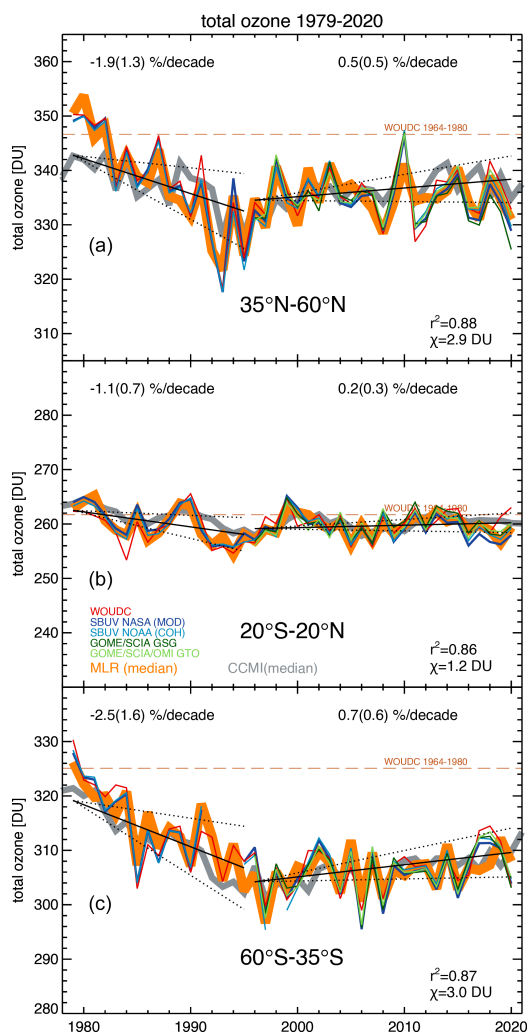 total ozone 1979-2020
-1.9(1.3) %/decade 0.5(0.5) %/decade
WOUDC 1964-1980
360
350
340
330
320
310
total ozone [DU]
(a)
35°N-60°N
r²=0.88
χ=2.9 DU
-1.1(0.7) %/decade 0.2(0.3) %/decade
WOUDC 1964-1980
280
270
260
250
240
total ozone [DU]
(b)
WOUDC
SBUV NASA (MOD)
SBUV NOAA (COH)
GOME/SCIA GSG
GOME/SCIA/OMI GTO
MLR (median) CCMI(median)
20°S-20°N
r²=0.86
χ=1.2 DU
-2.5(1.6) %/decade 0.7(0.6) %/decade
WOUDC 1964-1980
330
320
310
300
290
280
total ozone [DU]
(c)
60°S-35°S
r²=0.87
χ=3.0 DU
1980 1990 2000 2010 2020